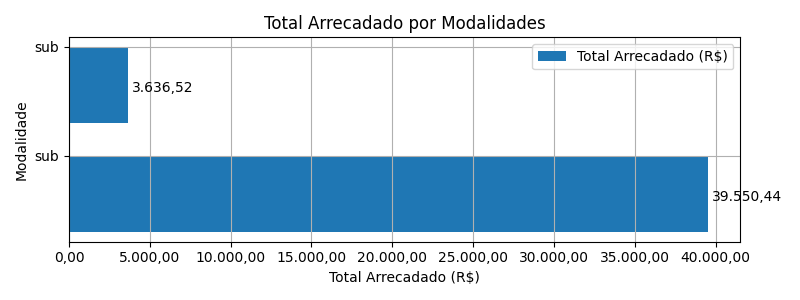 Total Arrecadado por Modalidades
Total Arrecadado (R$)
sub
3.636,52
sub
39.550,44
Modalidade
0,00 5.000,00 10.000,00 15.000,00 20.000,00 25.000,00 30.000,00 35.000,00 40.000,00
Total Arrecadado (R$)